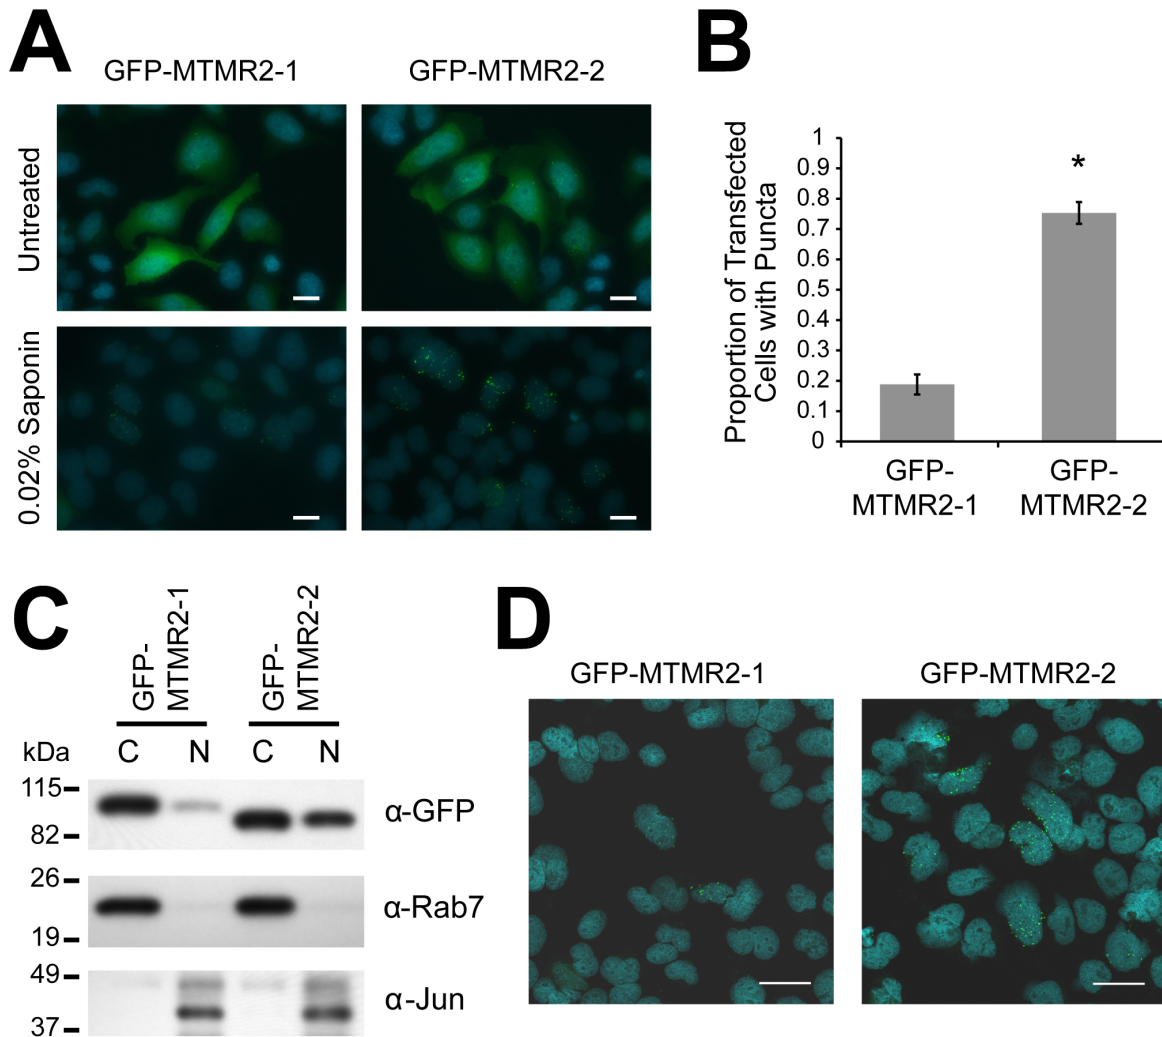 A
GFP-MTMR2-1
GFP-MTMR2-2
Untreated
0.02% Saponin
B
Proportion of Transfected
Cells with Puncta
1
0.9
0.8
0.7
0.6
0.5
0.4
0.3
0.2
0.1
0
*
GFP-
MTMR2-1
GFP-
MTMR2-2
C
GFP-
MTMR2-1
GFP-
MTMR2-2
kDa
C
N
C
N
115
82
α-GFP
26
19
α-Rab7
49
37
α-Jun
D
GFP-MTMR2-1
GFP-MTMR2-2